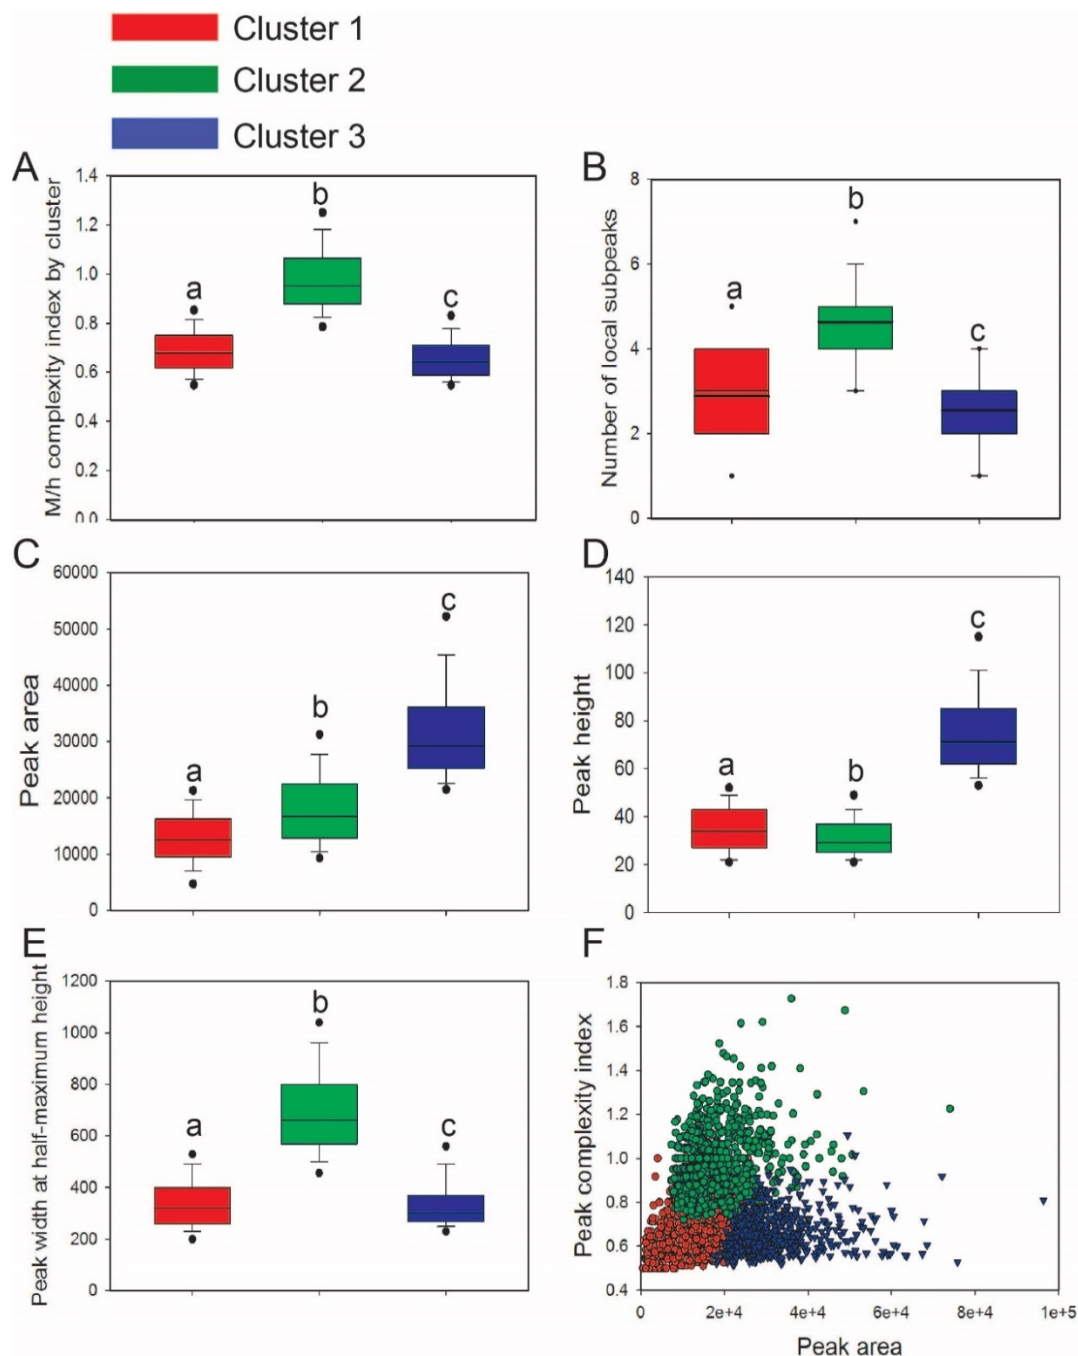 Cluster 1
Cluster 2
Cluster 3
A
M/h complexity index by cluster
1.4
1.2
1.0
0.8
0.6
0.4
0.2
0.0
a
b
c
B
Number of local subpeaks
8
6
4
2
0
a
b
c
C
Peak area
60000
50000
40000
30000
20000
10000
0
a
b
c
D
Peak height
140
120
100
80
60
40
20
0
a
b
c
E
Peak width at half-maximum height
1200
1000
800
600
400
200
0
a
b
c
F
Peak complexity index
1.8
1.6
1.4
1.2
1.0
0.8
0.6
0.4
0
2e+4
4e+4
6e+4
8e+4
1e+5
Peak area